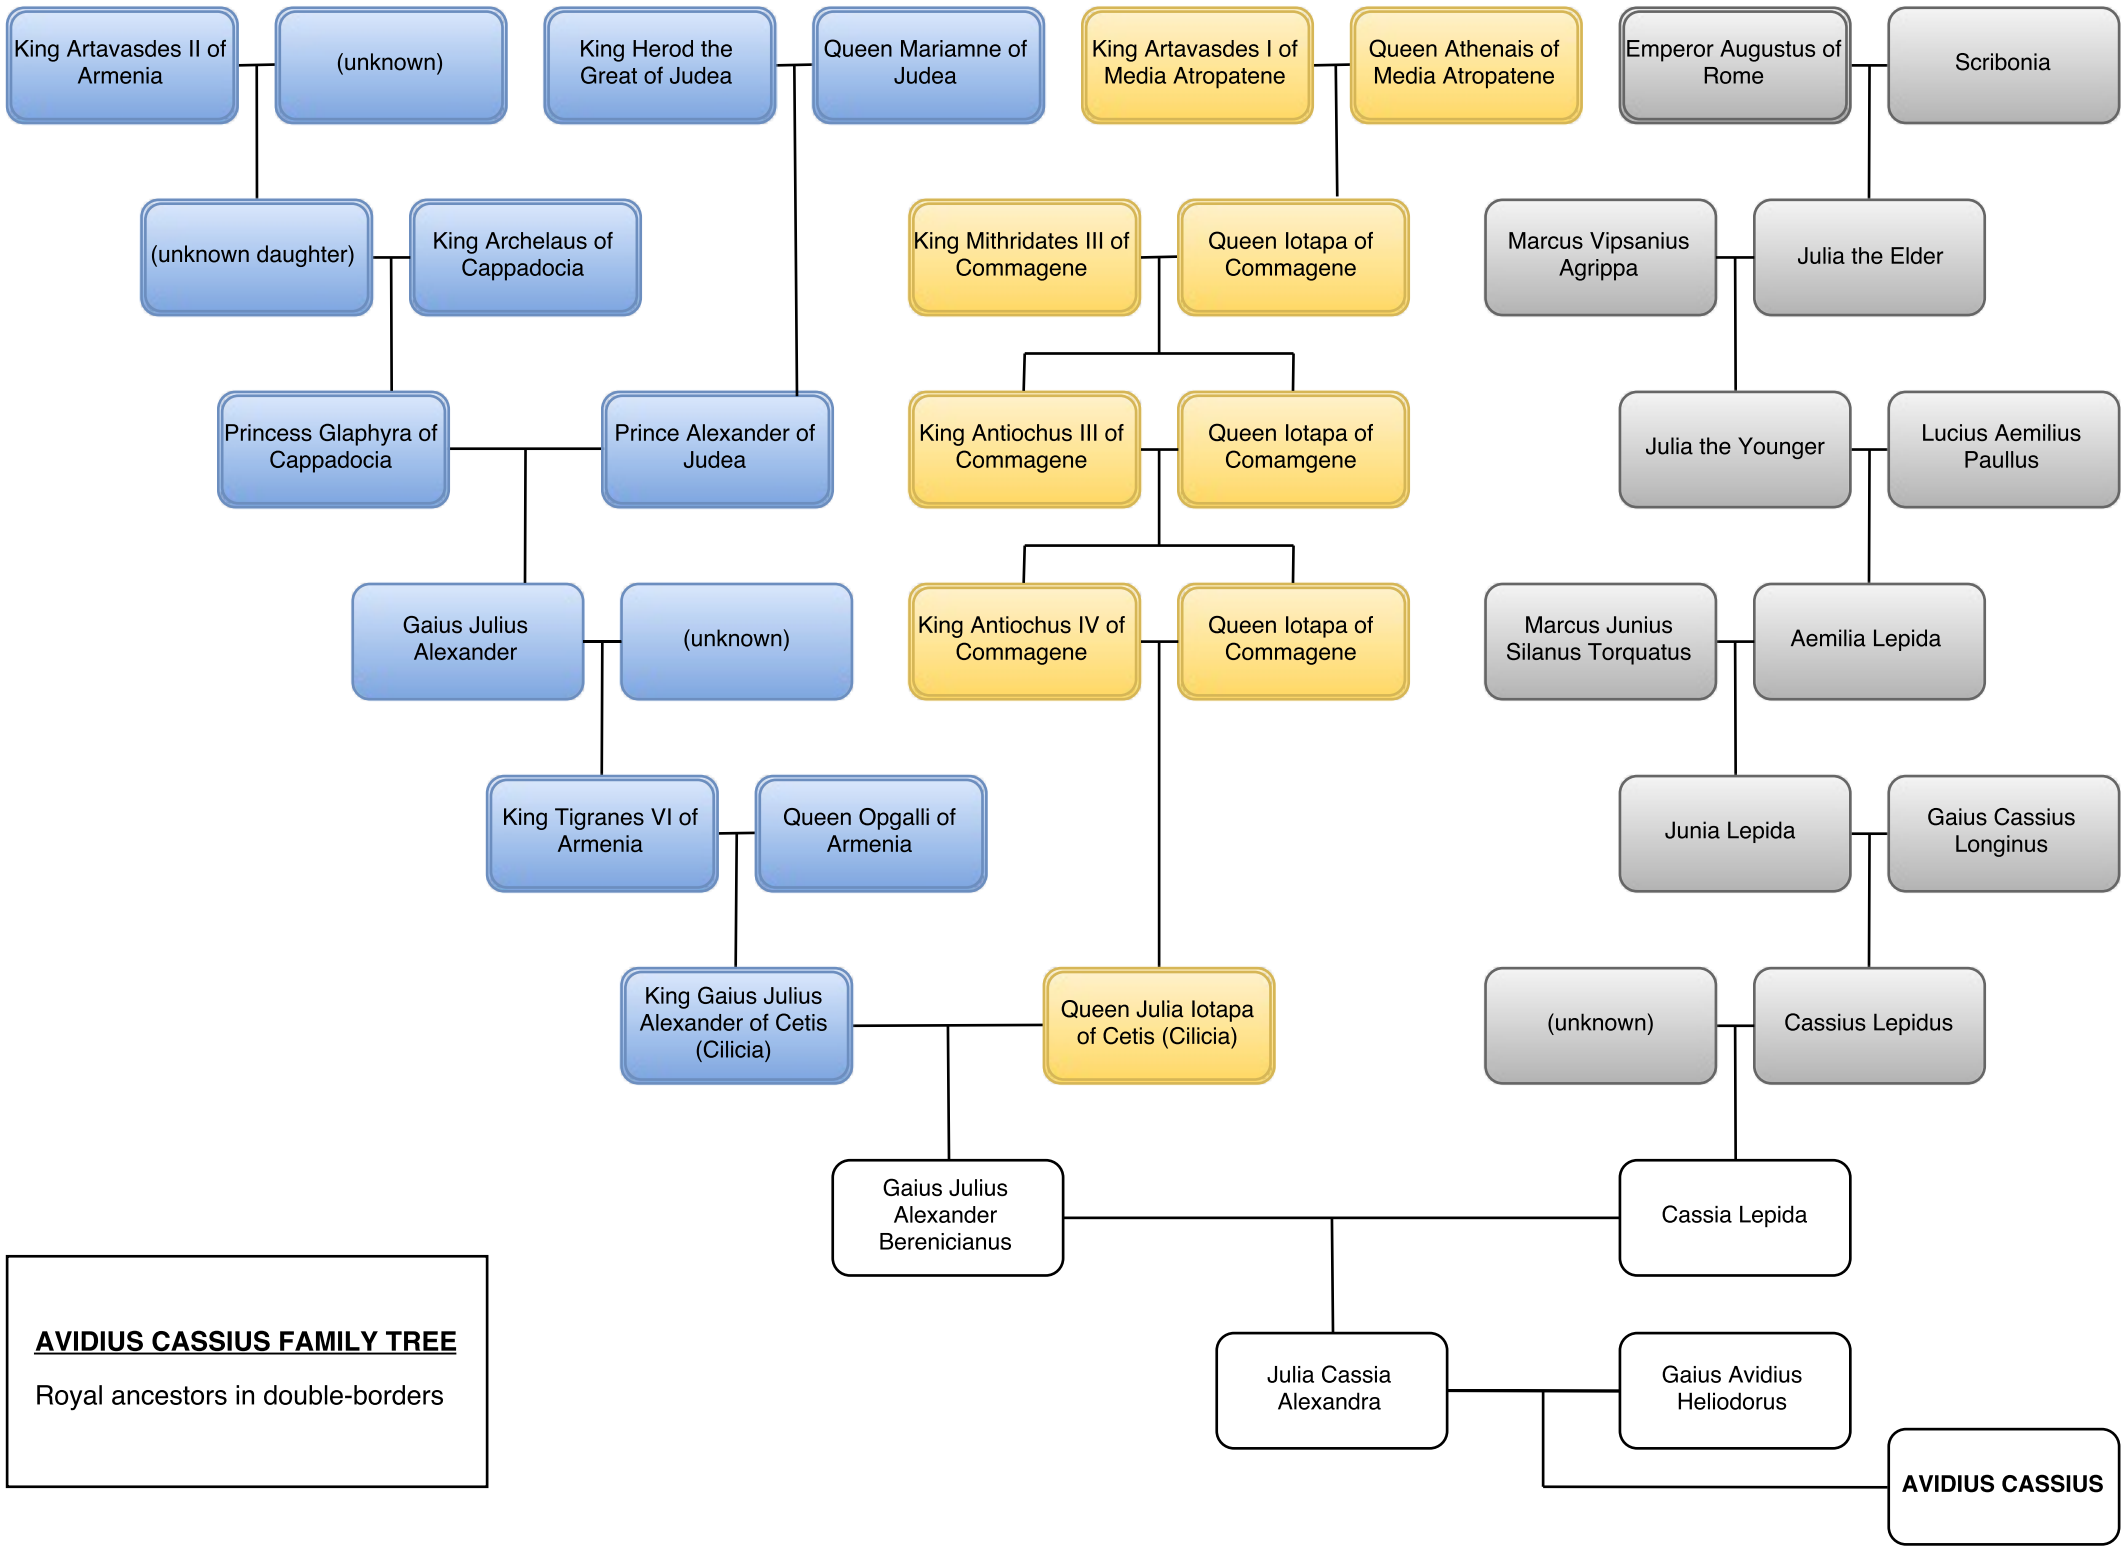 King Artavasdes II of
Armenia
(unknown)
King Herod the
Great of Judea
Queen Mariamne of
Judea
King Artavasdes I of
Media Atropatene
Queen Athenais of
Media Atropatene
Emperor Augustus of
Rome
Scribonia
(unknown daughter)
King Archelaus of
Cappadocia
King Mithridates III of
Commagene
Queen Iotapa of
Commagene
Marcus Vipsanius
Agrippa
Julia the Elder
Princess Glaphyra of
Cappadocia
Prince Alexander of
Judea
King Antiochus III of
Commagene
Queen Iotapa of
Comamgene
Julia the Younger
Lucius Aemilius
Paullus
Gaius Julius
Alexander
(unknown)
King Antiochus IV of
Commagene
Queen Iotapa of
Commagene
Marcus Junius
Silanus Torquatus
Aemilia Lepida
King Tigranes VI of
Armenia
Queen Opgalli of
Armenia
Junia Lepida
Gaius Cassius
Longinus
King Gaius Julius
Alexander of Cetis
(Cilicia)
Queen Julia Iotapa
of Cetis (Cilicia)
(unknown)
Cassius Lepidus
Gaius Julius
Alexander
Berenicianus
Cassia Lepida
AVIDIUS CASSIUS FAMILY TREE
Royal ancestors in double-borders
Julia Cassia
Alexandra
Gaius Avidius
Heliodorus
AVIDIUS CASSIUS